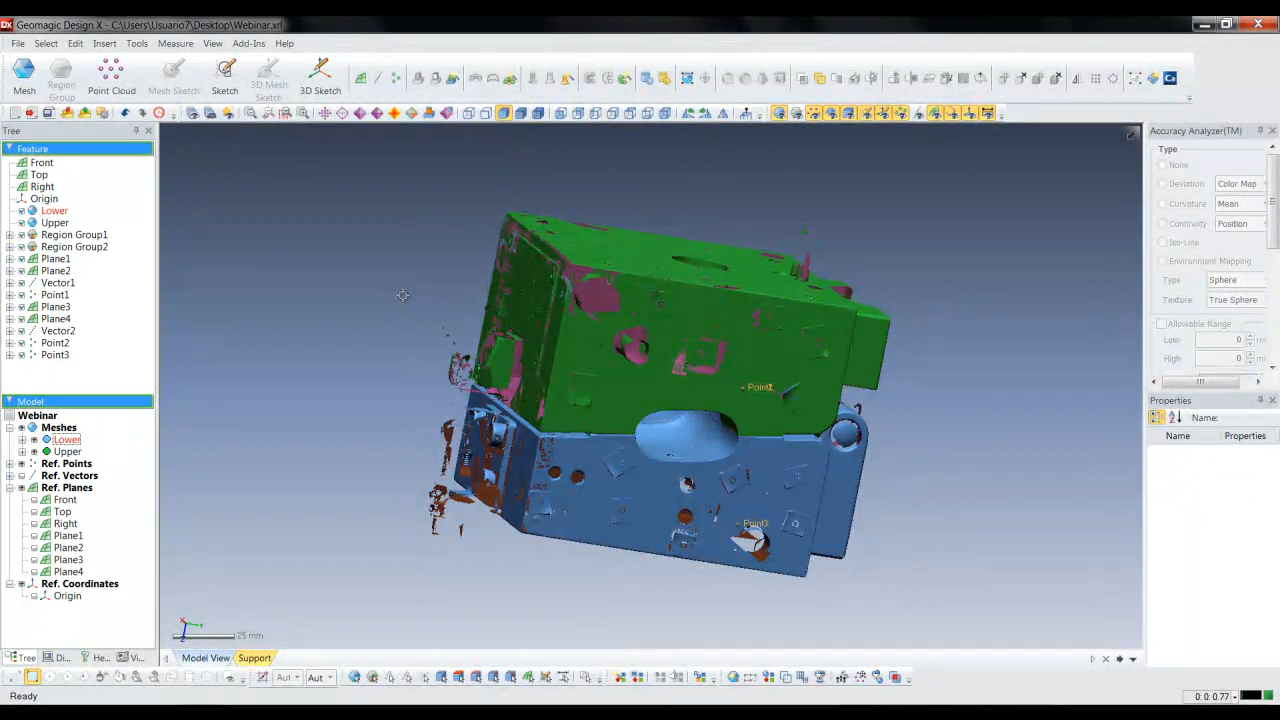 Geomagic Design X - C:\Users\Usuario7\Desktop\Webinar.xrl
File Select Edit Insert Tools Measure View Add-Ins Help
Mesh
Region Group
Point Cloud
Mesh Sketch
Sketch
3D Mesh Sketch
3D Sketch
Tree
Feature
Front
Top
Right
Origin
Lower
Upper
Region Group1
Region Group2
Plane1
Plane2
Vector1
Point1
Plane3
Plane4
Vector2
Point2
Point3
Model
Webinar
Meshes
Lower
Upper
Ref. Points
Ref. Vectors
Ref. Planes
Front
Top
Right
Plane1
Plane2
Plane3
Plane4
Ref. Coordinates
Origin
Tree Di... He... Vi...
Point2
Point3
25 mm
Model View Support
Accuracy Analyzer(TM)
Type
None
Deviation: Color Map
Curvature: Mean
Continuity: Position
Iso-Line
Environment Mapping
Type Sphere
Texture: True Sphere
Allowable Range
Low 0
High 0
Properties
Name:
Name Properties
Aut Aut
Ready
0: 0: 0.77